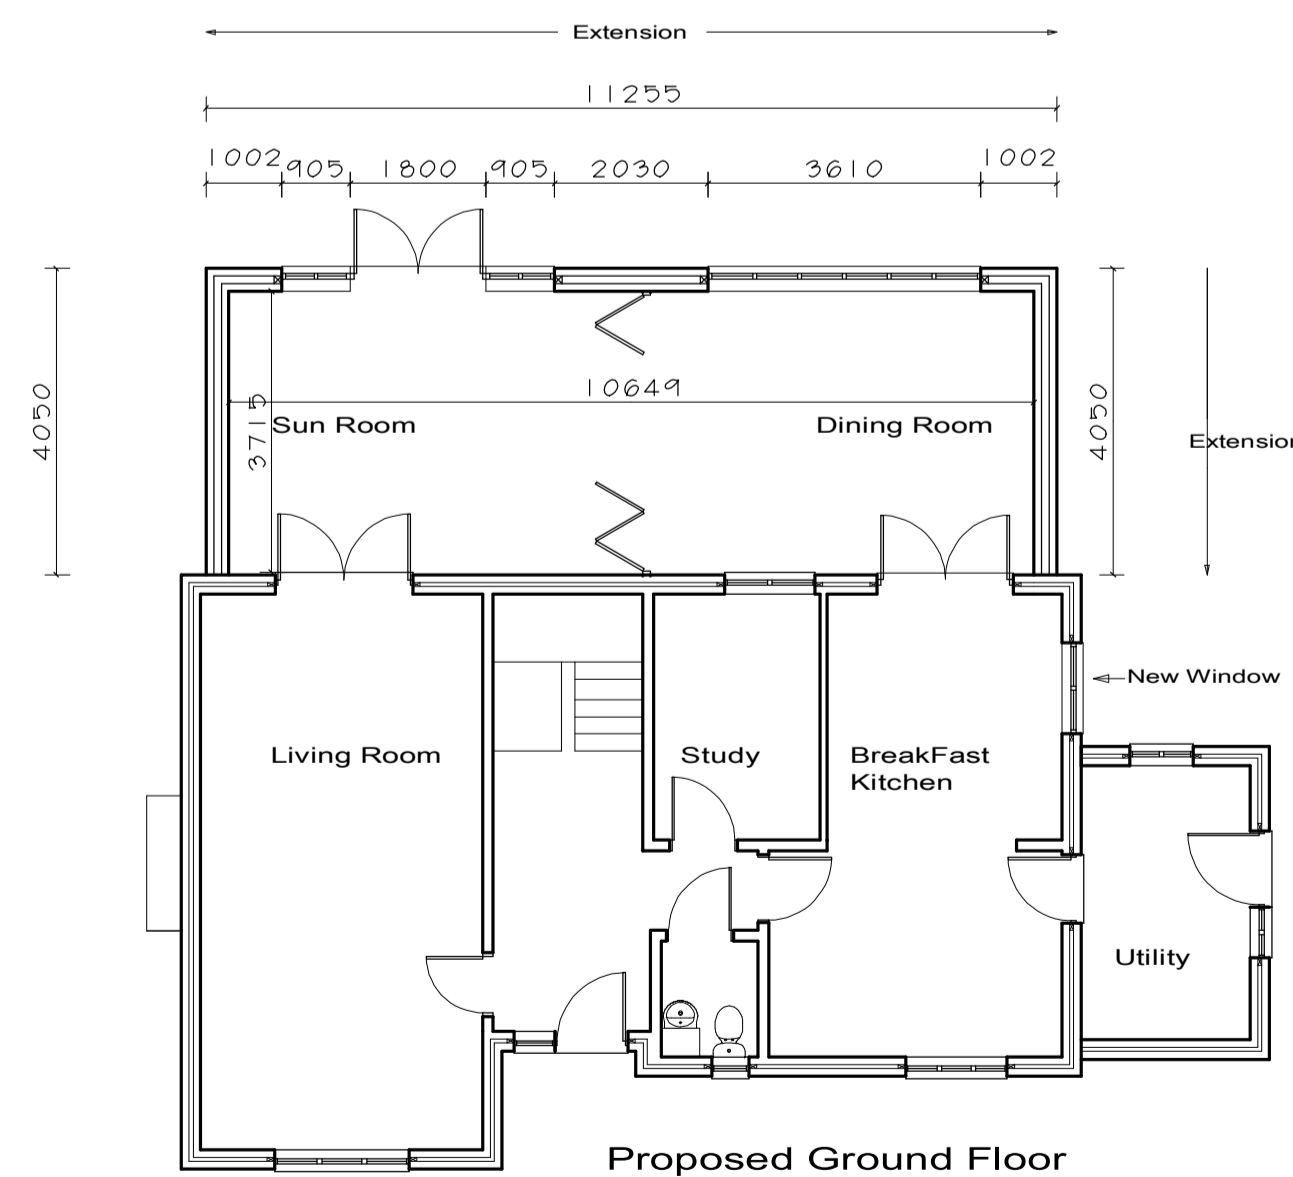 Extension
11255
1002 905 1800 905 2030 3610 1002
4050
10649
3715
Sun Room
Dining Room
4050
Extension
New Window
Living Room
Study
BreakFast
Kitchen
Utility
Proposed Ground Floor